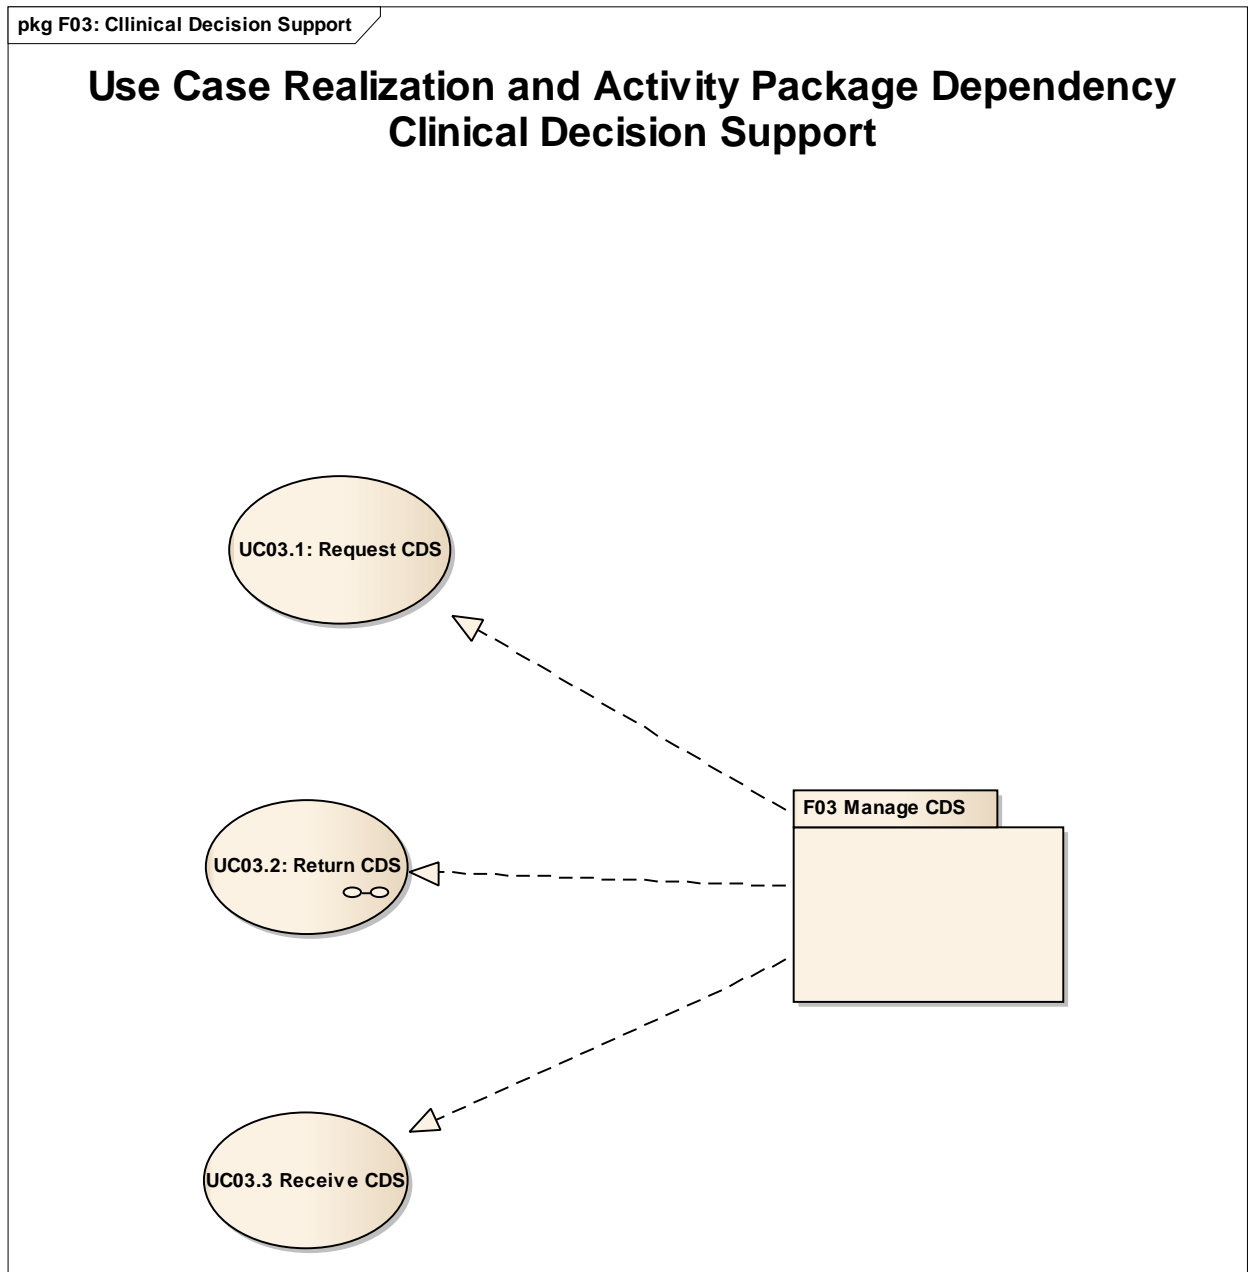 pkg F03: Cllinical Decision Support
Use Case Realization and Activity Package Dependency
Clinical Decision Support
UC03.1: Request CDS
F03 Manage CDS
UC03.2: Return CDS
UC03.3 Receive CDS